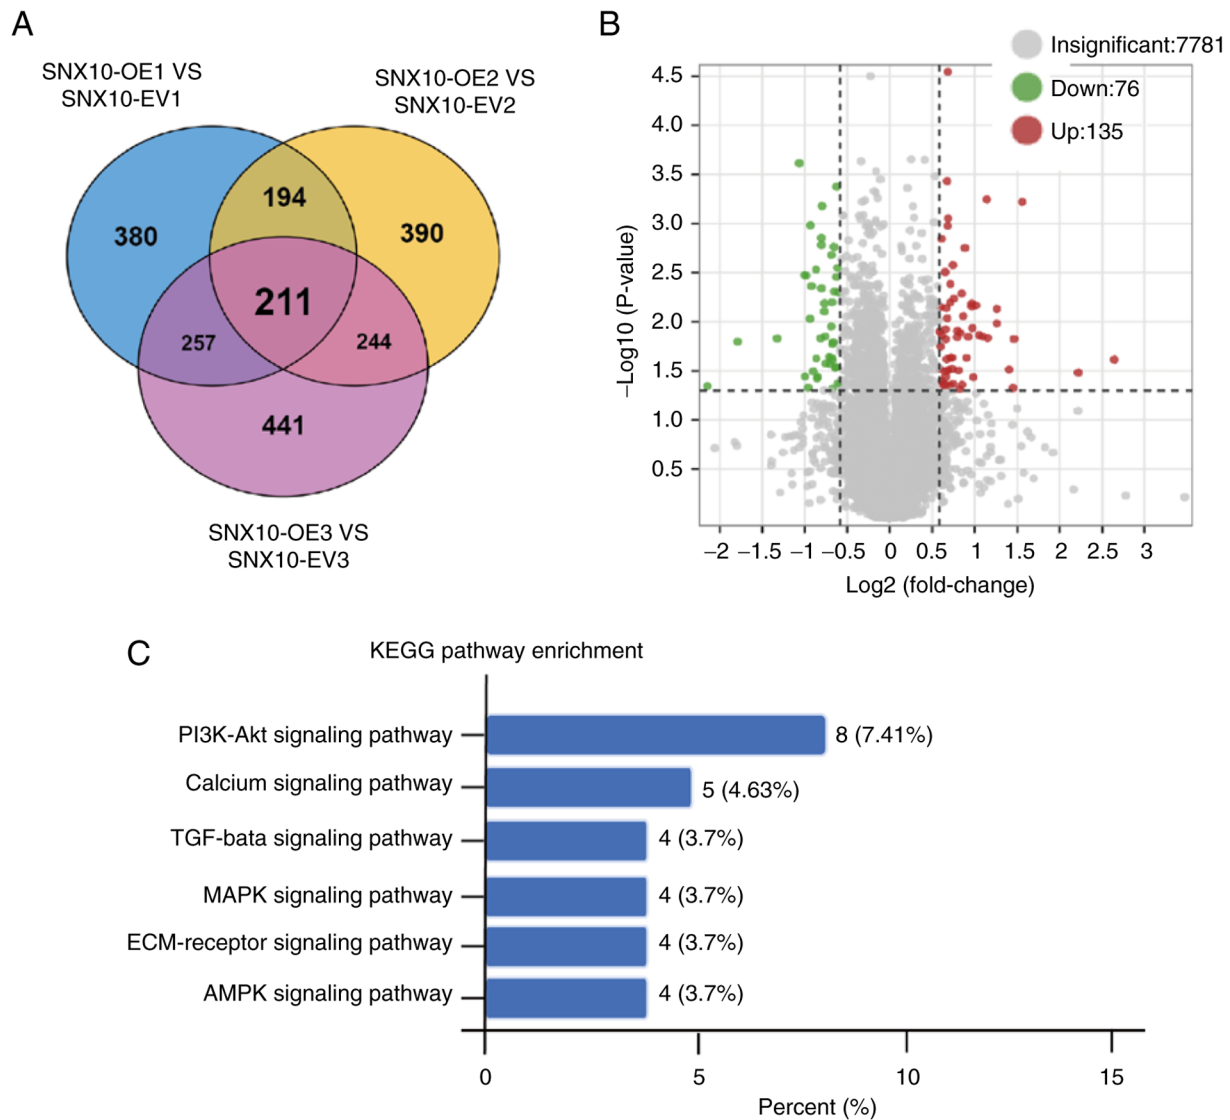 A
SNX10-OE1 VS
SNX10-EV1
SNX10-OE2 VS
SNX10-EV2
194
380
390
211
257
244
441
SNX10-OE3 VS
SNX10-EV3
B
Insignificant:7781
Down:76
Up:135
4.5
4.0
3.5
3.0
2.5
2.0
1.5
1.0
0.5
−Log10 (P-value)
−2 −1.5 −1 −0.5 0 0.5 1 1.5 2 2.5 3
Log2 (fold-change)
C
KEGG pathway enrichment
PI3K-Akt signaling pathway 8 (7.41%)
Calcium signaling pathway 5 (4.63%)
TGF-bata signaling pathway 4 (3.7%)
MAPK signaling pathway 4 (3.7%)
ECM-receptor signaling pathway 4 (3.7%)
AMPK signaling pathway 4 (3.7%)
0 5 10 15
Percent (%)